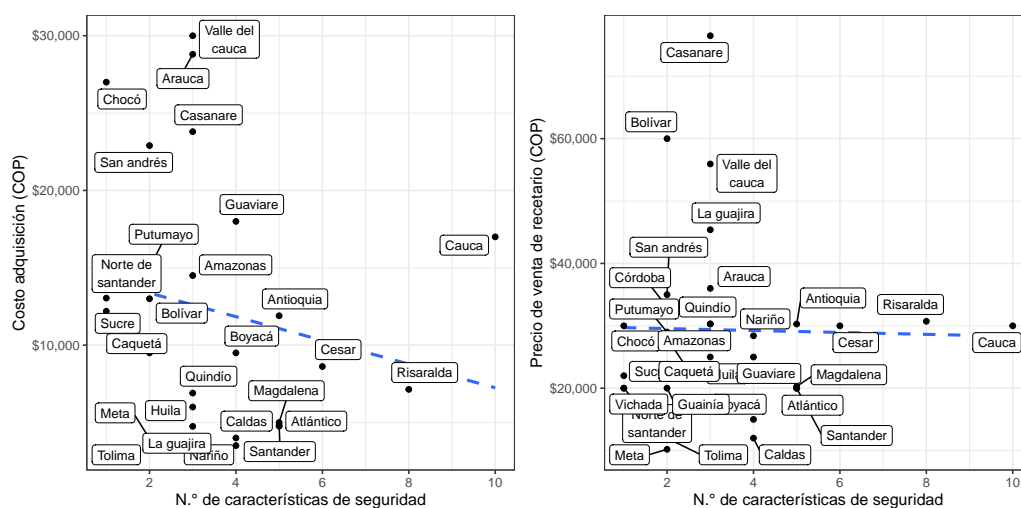 $30,000
$20,000
$10,000
Costo adquisición (COP)
Valle del
cauca
Arauca
Chocó
Casanare
San andrés
Guaviare
Putumayo
Cauca
Norte de
santander
Amazonas
Antioquia
Bolívar
Sucre
Caquetá
Boyacá
Cesar
Risaralda
Quindío
Magdalena
Meta
Huila
Caldas
Atlántico
La guajira
Santander
Tolima
Nariño
2
4
6
8
10
N.° de características de seguridad
$60,000
$40,000
$20,000
Precio de venta de recetario (COP)
Casanare
Bolívar
Valle del
cauca
La guajira
San andrés
Córdoba
Arauca
Putumayo
Quindío
Nariño
Antioquia
Risaralda
Chocó
Amazonas
Cesar
Cauca
Caquetá
Guaviare
Magdalena
Vichada
Guainía
Atlántico
Norte de
santander
Santander
Meta
Tolima
Caldas
2
4
6
8
10
N.° de características de seguridad